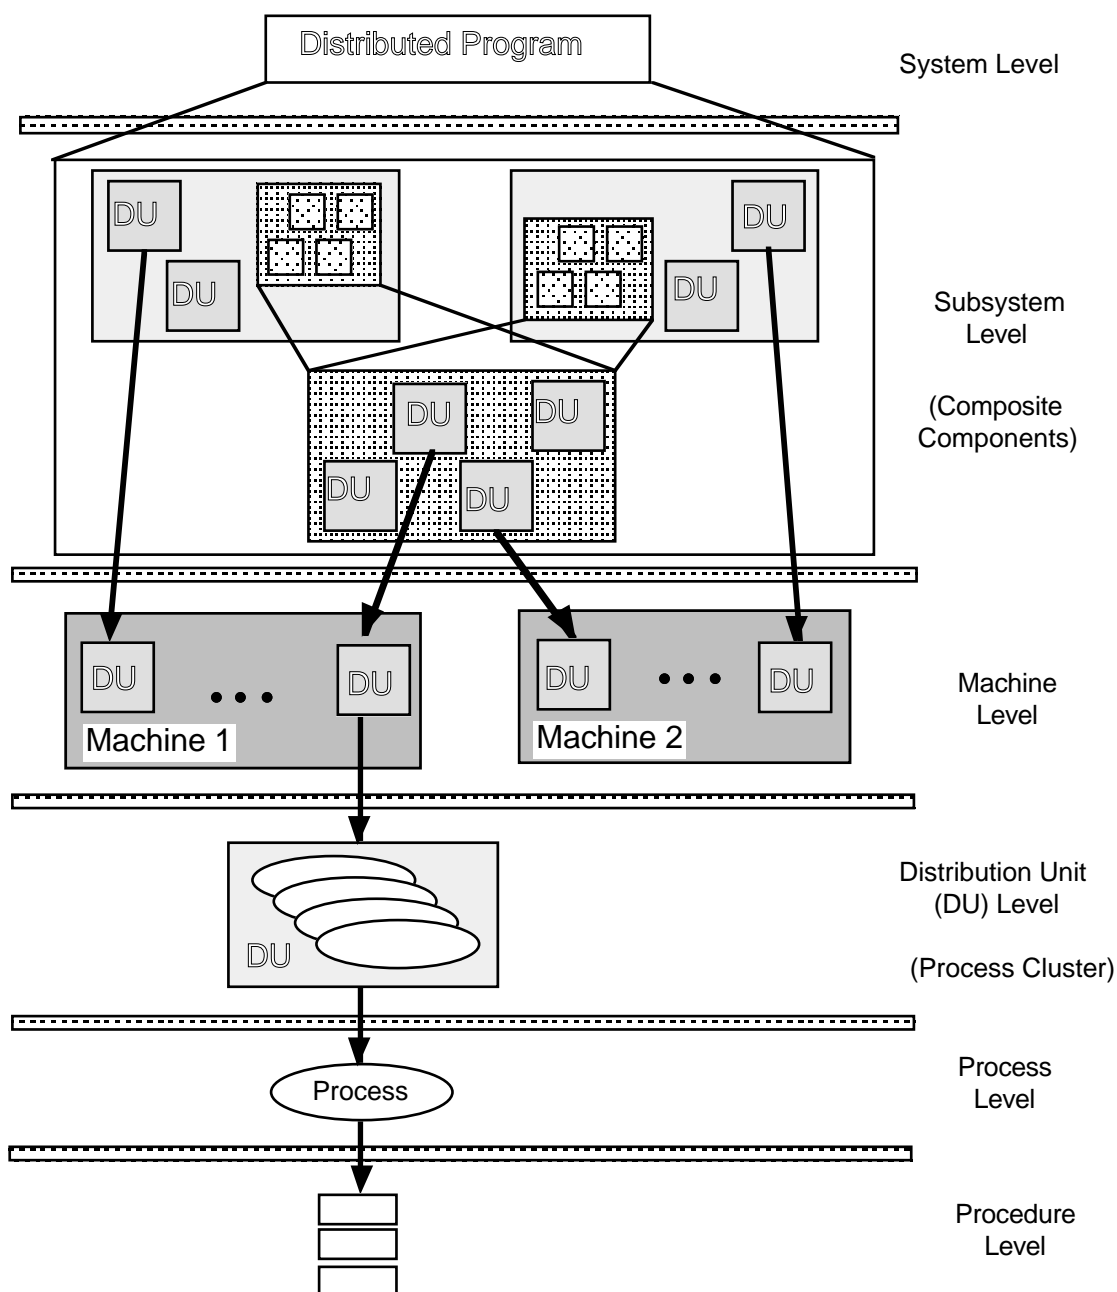 Distributed Program
System Level
DU
DU
DU
DU
Subsystem
Level
(Composite
Components)
DU
DU
DU
DU
DU
DU
DU
DU
Machine 1
Machine 2
Machine
Level
Distribution Unit
(DU) Level
DU
(Process Cluster)
Process
Process
Level
Procedure
Level